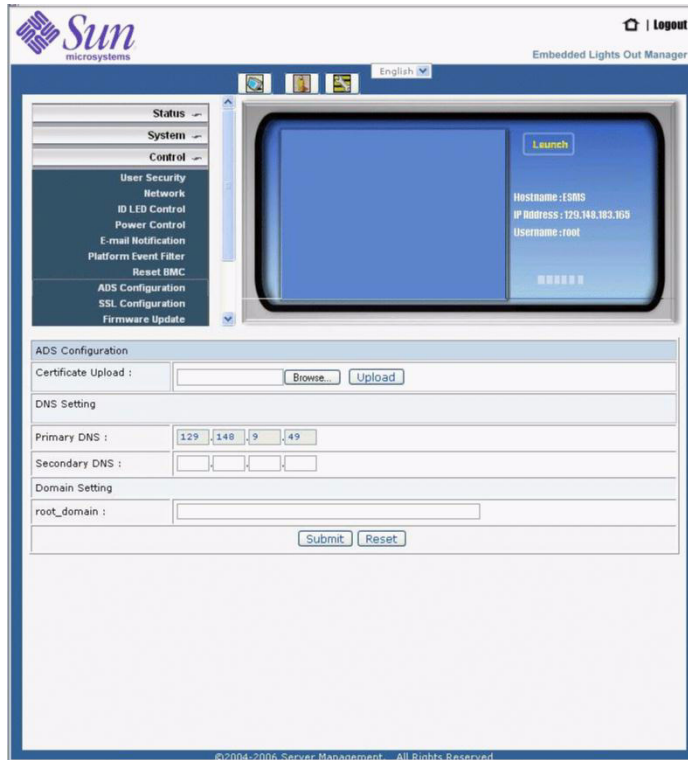 Sun
microsystems
| Logout
Embedded Lights Out Manager
English
Status
System
Control
User Security
Network
ID LED Control
Power Control
E-mail Notification
Platform Event Filter
Reset BMC
ADS Configuration
SSL Configuration
Firmware Update
Launch
Hostname :ESMS
IP Address : 129.148.183.165
Username :root
ADS Configuration
Certificate Upload :
Browse... Upload
DNS Setting
Primary DNS : 129 .148 .9 .49
Secondary DNS : . . .
Domain Setting
root_domain :
Submit Reset
©2004-2006 Server Management. All Rights Reserved